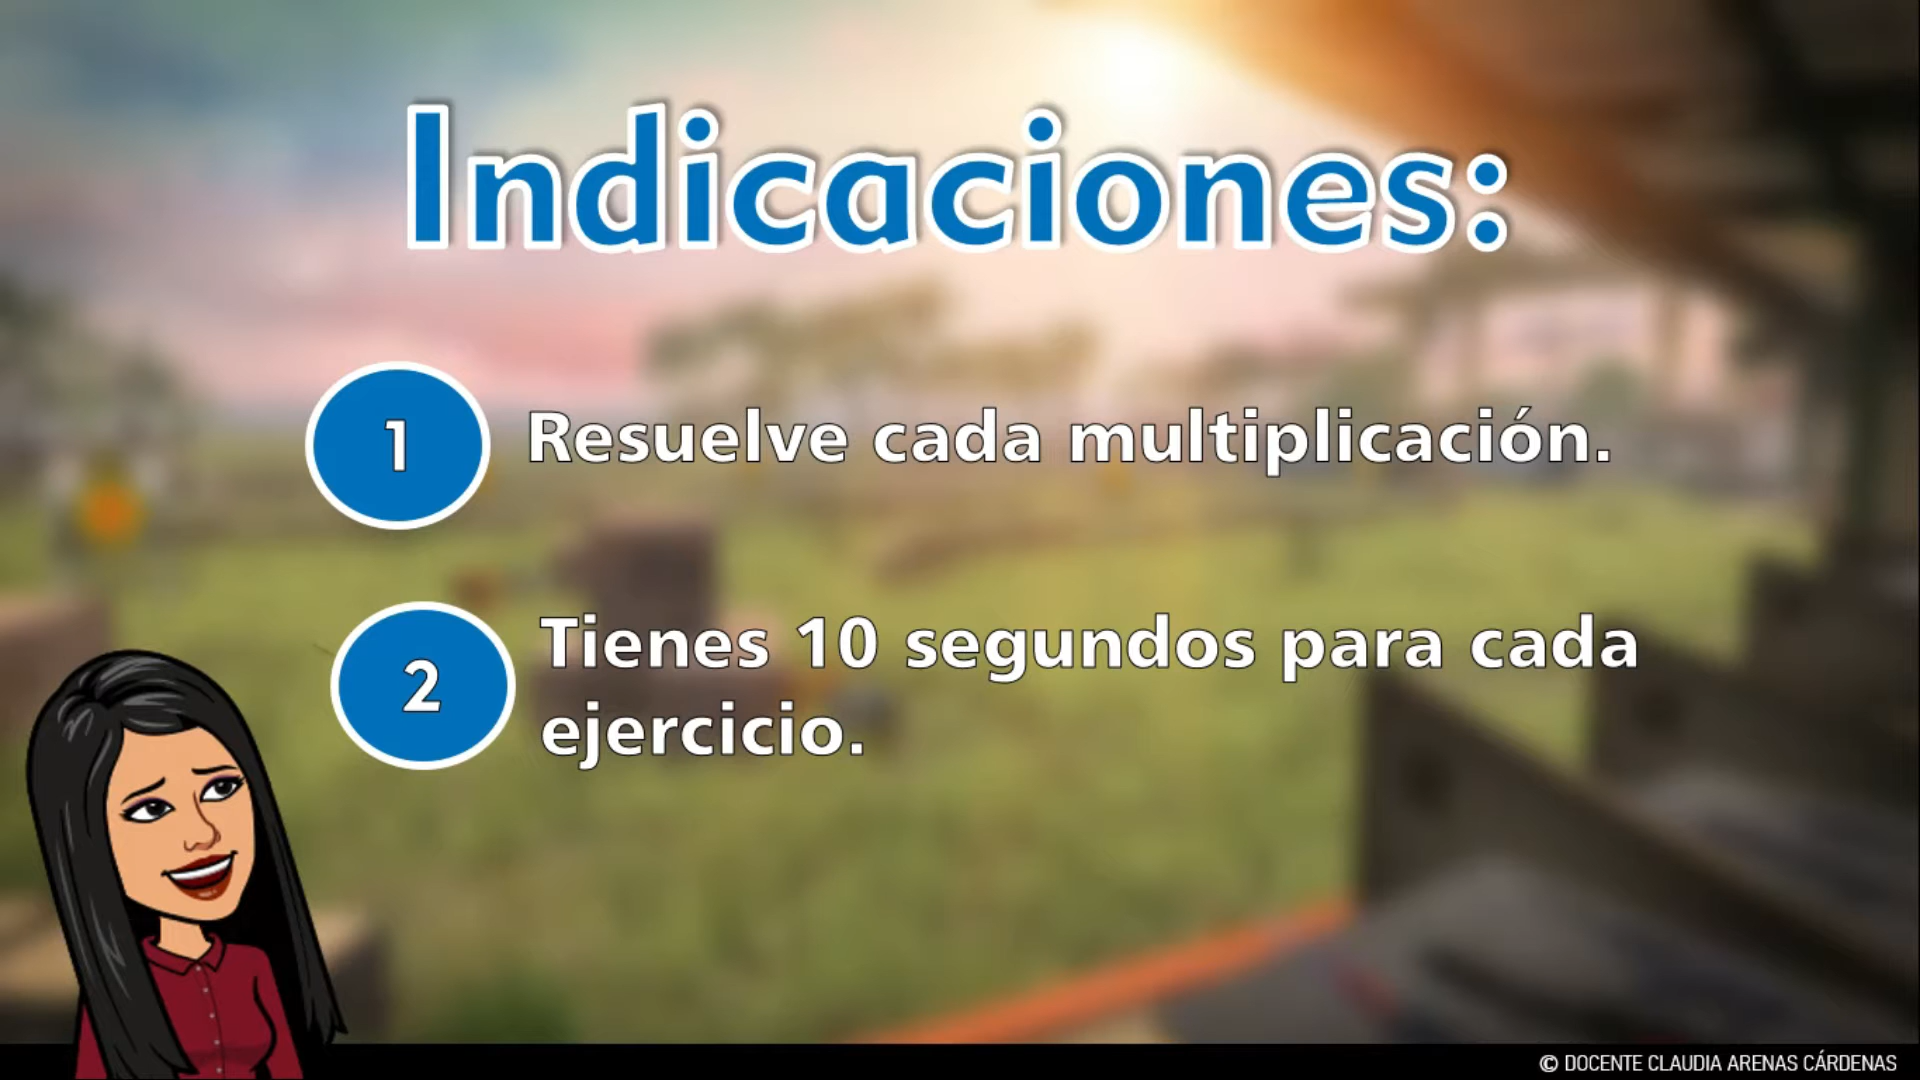 Indicaciones:
1 Resuelve cada multiplicación.
2 Tienes 10 segundos para cada
ejercicio.
© DOCENTE CLAUDIA ARENAS CÁRDENAS